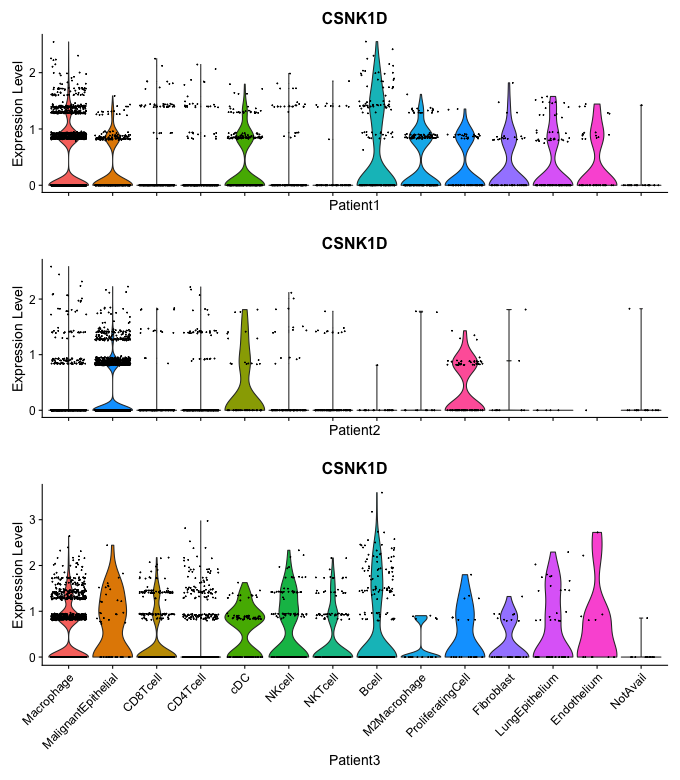 CSNK1D
Expression Level
2
1
0
Patient1
CSNK1D
Expression Level
2
1
0
Patient2
CSNK1D
Expression Level
3
2
1
0
Macrophage
MalignantEpithelial
CD8Tcell
CD4Tcell
cDC
NKcell
NKTcell
Bcell
M2Macrophage
ProliferatingCell
Fibroblast
LungEpithelium
Endothelium
NotAvail
Patient3